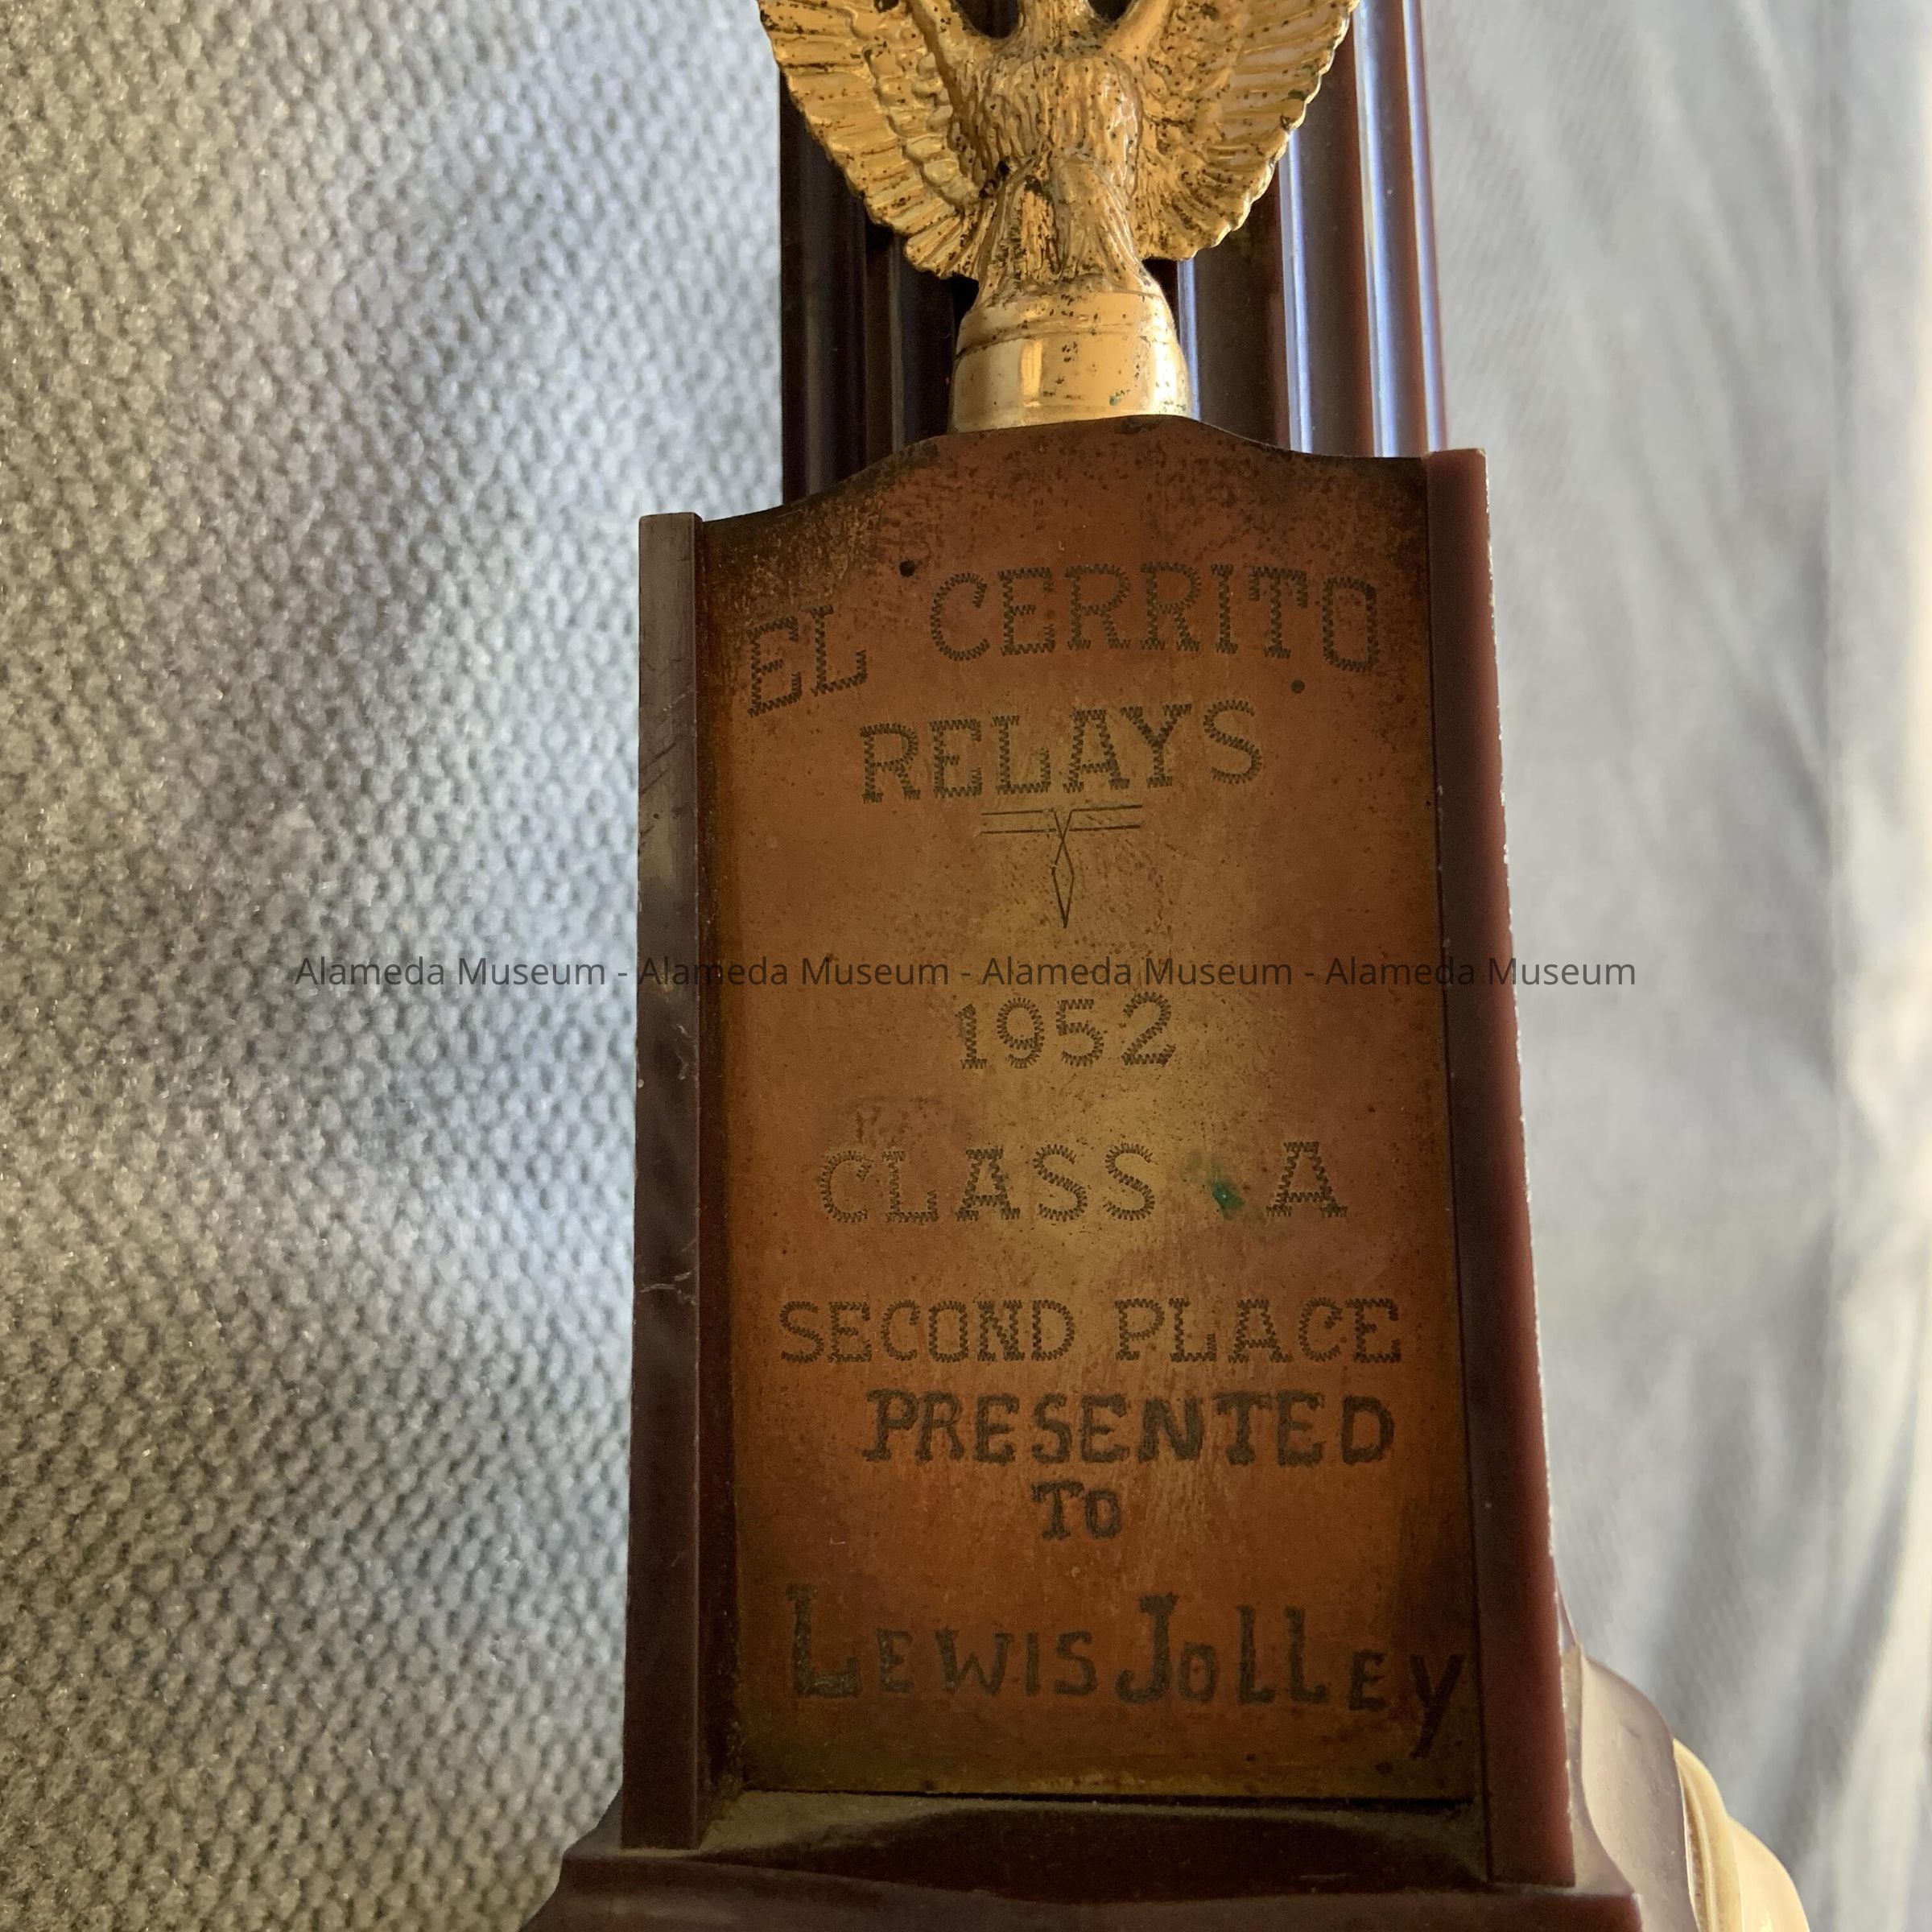 EL CERRITO
RELAYS
Alameda Museum - Alameda Museum - Alameda Museum - Alameda Museum
1952
CLASS A
SECOND PLACE
PRESENTED
To
LEWIS JOLLEy